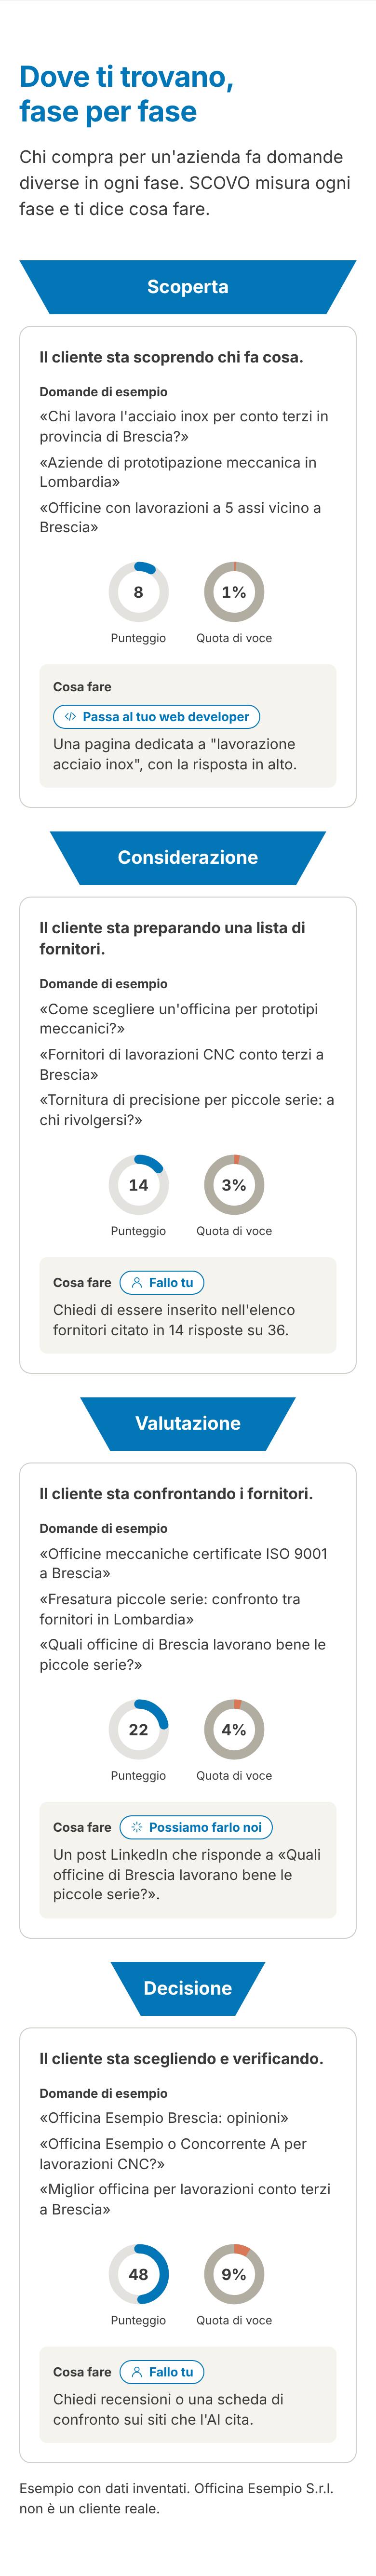 Dove ti trovano,
fase per fase
Chi compra per un'azienda fa domande
diverse in ogni fase. SCOVO misura ogni
fase e ti dice cosa fare.
Scoperta
Il cliente sta scoprendo chi fa cosa.
Domande di esempio
«Chi lavora l'acciaio inox per conto terzi in
provincia di Brescia?»
«Aziende di prototipazione meccanica in
Lombardia»
«Officine con lavorazioni a 5 assi vicino a
Brescia»
8
1%
Punteggio
Quota di voce
Cosa fare
Passa al tuo web developer
Una pagina dedicata a "lavorazione
acciaio inox", con la risposta in alto.
Considerazione
Il cliente sta preparando una lista di
fornitori.
Domande di esempio
«Come scegliere un'officina per prototipi
meccanici?»
«Fornitori di lavorazioni CNC conto terzi a
Brescia»
«Tornitura di precisione per piccole serie: a
chi rivolgersi?»
14
3%
Punteggio
Quota di voce
Cosa fare
Fallo tu
Chiedi di essere inserito nell'elenco
fornitori citato in 14 risposte su 36.
Valutazione
Il cliente sta confrontando i fornitori.
Domande di esempio
«Officine meccaniche certificate ISO 9001
a Brescia»
«Fresatura piccole serie: confronto tra
fornitori in Lombardia»
«Quali officine di Brescia lavorano bene le
piccole serie?»
22
4%
Punteggio
Quota di voce
Cosa fare
Possiamo farlo noi
Un post LinkedIn che risponde a «Quali
officine di Brescia lavorano bene le
piccole serie?».
Decisione
Il cliente sta scegliendo e verificando.
Domande di esempio
«Officina Esempio Brescia: opinioni»
«Officina Esempio o Concorrente A per
lavorazioni CNC?»
«Miglior officina per lavorazioni conto terzi
a Brescia»
48
9%
Punteggio
Quota di voce
Cosa fare
Fallo tu
Chiedi recensioni o una scheda di
confronto sui siti che l'AI cita.
Esempio con dati inventati. Officina Esempio S.r.l.
non è un cliente reale.